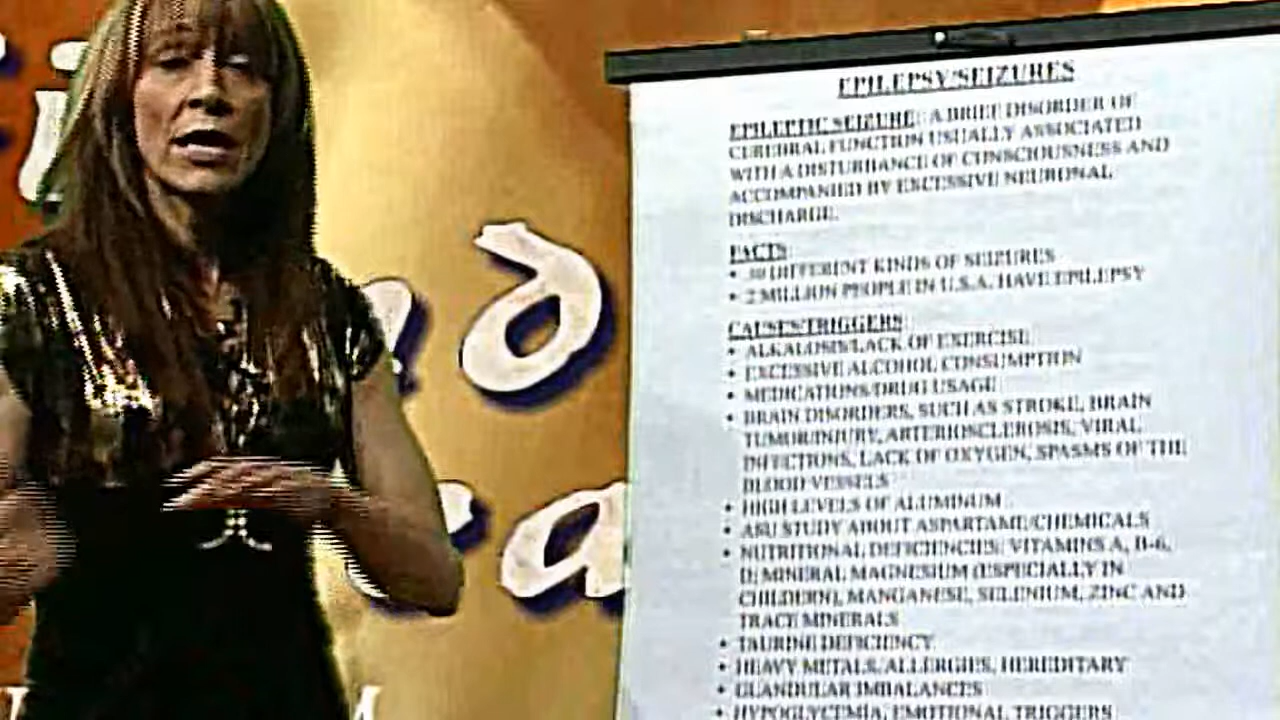 EPILEPSY/SEIZURES
EPILEPTIC SEIZURE: A BRIEF DISORDER OF
CEREBRAL FUNCTION USUALLY ASSOCIATED
WITH A DISTURBANCE OF CONSCIOUSNESS AND
ACCOMPANIED BY EXCESSIVE NEURONAL
DISCHARGE.
FACTS:
• 30 DIFFERENT KINDS OF SEIZURES
• 2 MILLION PEOPLE IN U.S.A. HAVE EPILEPSY
CAUSES/TRIGGERS:
• ALKALOSIS/LACK OF EXERCISE
• EXCESSIVE ALCOHOL CONSUMPTION
• MEDICATIONS/DRUG USAGE
• BRAIN DISORDERS, SUCH AS STROKE, BRAIN
TUMOR/INJURY, ARTERIOSCLEROSIS, VIRAL
INFECTIONS, LACK OF OXYGEN, SPASMS OF THE
BLOOD VESSELS
• HIGH LEVELS OF ALUMINUM
• ASU STUDY ABOUT ASPARTAME/CHEMICALS
• NUTRITIONAL DEFICIENCIES: VITAMINS A, B-6,
D; MINERAL MAGNESIUM (ESPECIALLY IN
CHILDERN), MANGANESE, SELENIUM, ZINC AND
TRACE MINERALS
• TAURINE DEFICIENCY
• HEAVY METALS, ALLERGIES, HEREDITARY
• GLANDULAR IMBALANCES
• HYPOGLYCEMIA, EMOTIONAL TRIGGERS
nd
ra